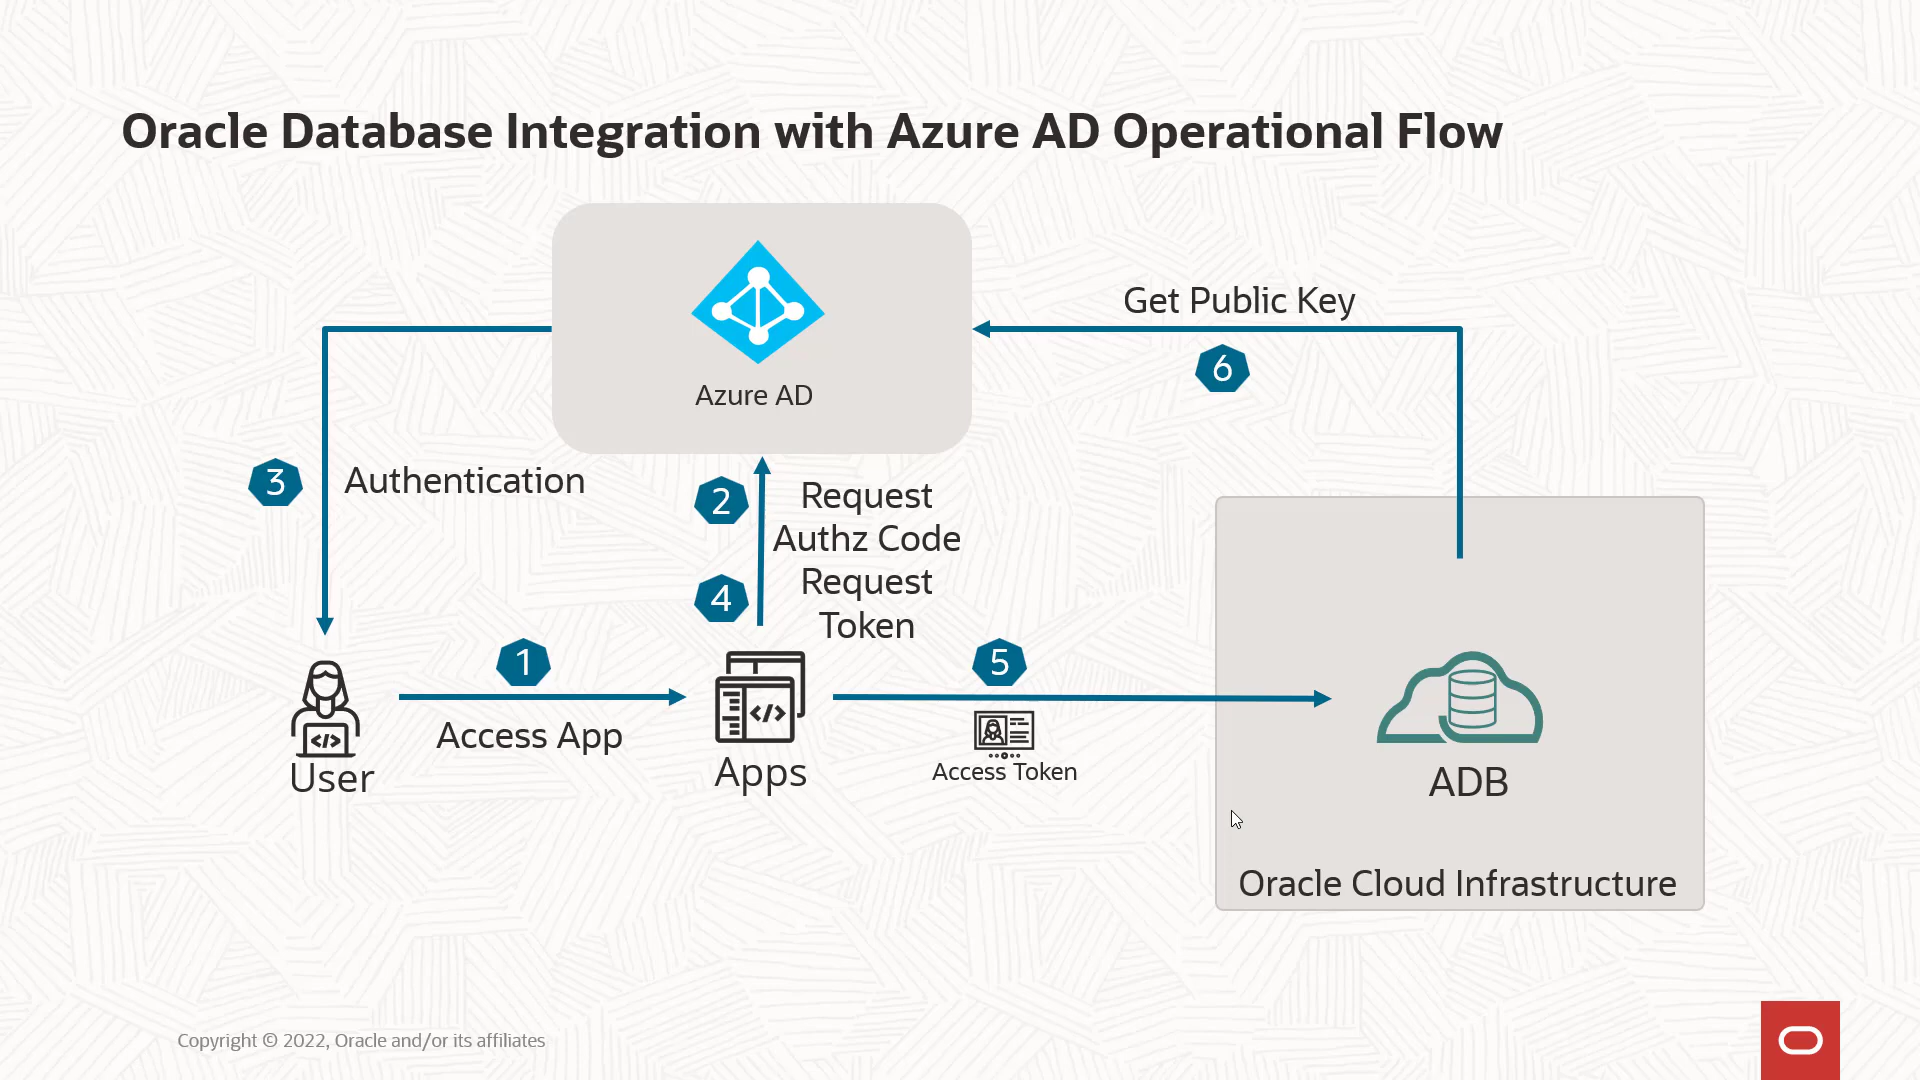 Oracle Database Integration with Azure AD Operational Flow
Azure AD
Get Public Key
6
3
Authentication
2
Request
Authz Code
4
Request
Token
1
Access App
5
Access Token
User
Apps
ADB
Oracle Cloud Infrastructure
Copyright © 2022, Oracle and/or its affiliates